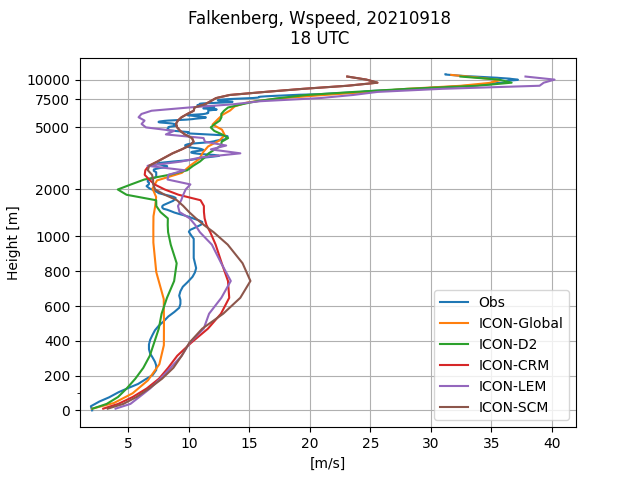 Falkenberg, Wspeed, 20210918
18 UTC
Height [m]
10000
7500
5000
2000
1000
800
600
400
200
0
5
10
15
20
25
30
35
40
[m/s]
Obs
ICON-Global
ICON-D2
ICON-CRM
ICON-LEM
ICON-SCM